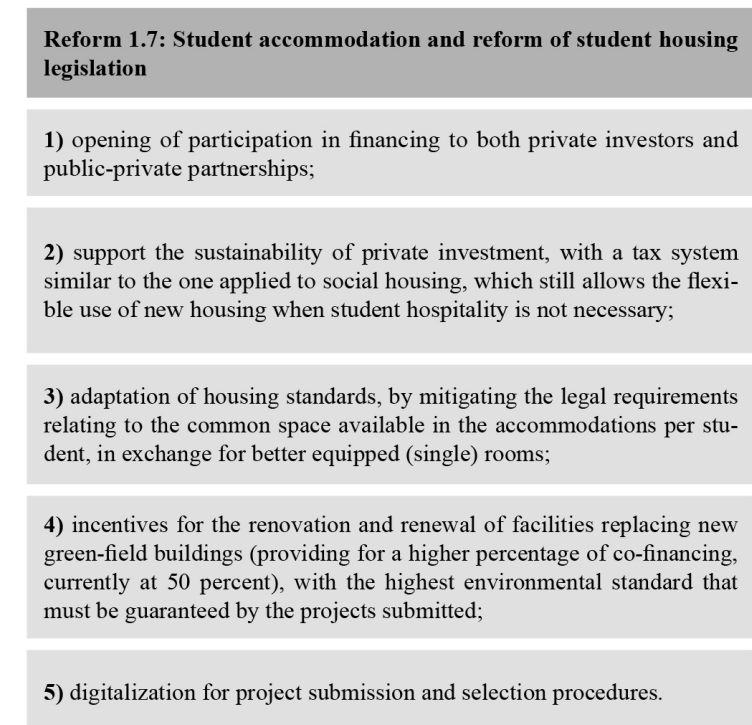 Reform 1.7: Student accommodation and reform of student housing
legislation
1) opening of participation in financing to both private investors and
public-private partnerships;
2) support the sustainability of private investment, with a tax system
similar to the one applied to social housing, which still allows the flexi-
ble use of new housing when student hospitality is not necessary;
3) adaptation of housing standards, by mitigating the legal requirements
relating to the common space available in the accommodations per stu-
dent, in exchange for better equipped (single) rooms;
4) incentives for the renovation and renewal of facilities replacing new
green-field buildings (providing for a higher percentage of co-financing,
currently at 50 percent), with the highest environmental standard that
must be guaranteed by the projects submitted;
5) digitalization for project submission and selection procedures.